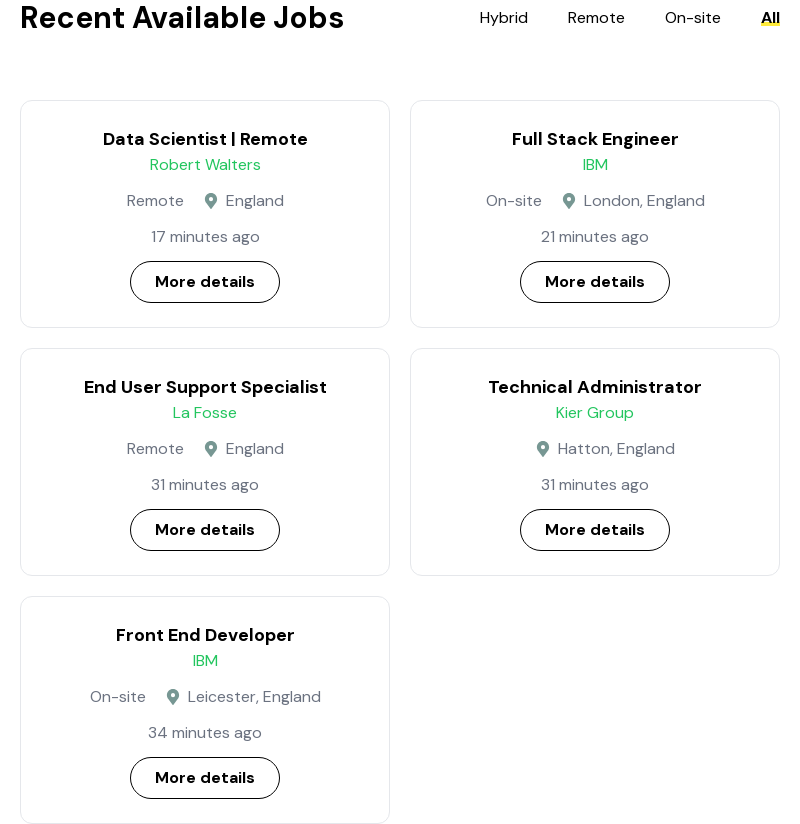 Recent Available Jobs
Hybrid Remote On-site All
Data Scientist | Remote
Robert Walters
Remote England
17 minutes ago
More details
Full Stack Engineer
IBM
On-site London, England
21 minutes ago
More details
End User Support Specialist
La Fosse
Remote England
31 minutes ago
More details
Technical Administrator
Kier Group
Hatton, England
31 minutes ago
More details
Front End Developer
IBM
On-site Leicester, England
34 minutes ago
More details